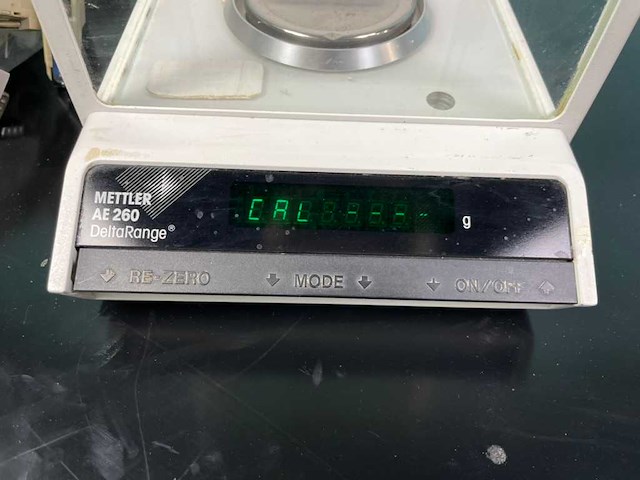 METTLER
AE 260
DeltaRange®
CAL ---
g
RE-ZERO
MODE
ON/OFF